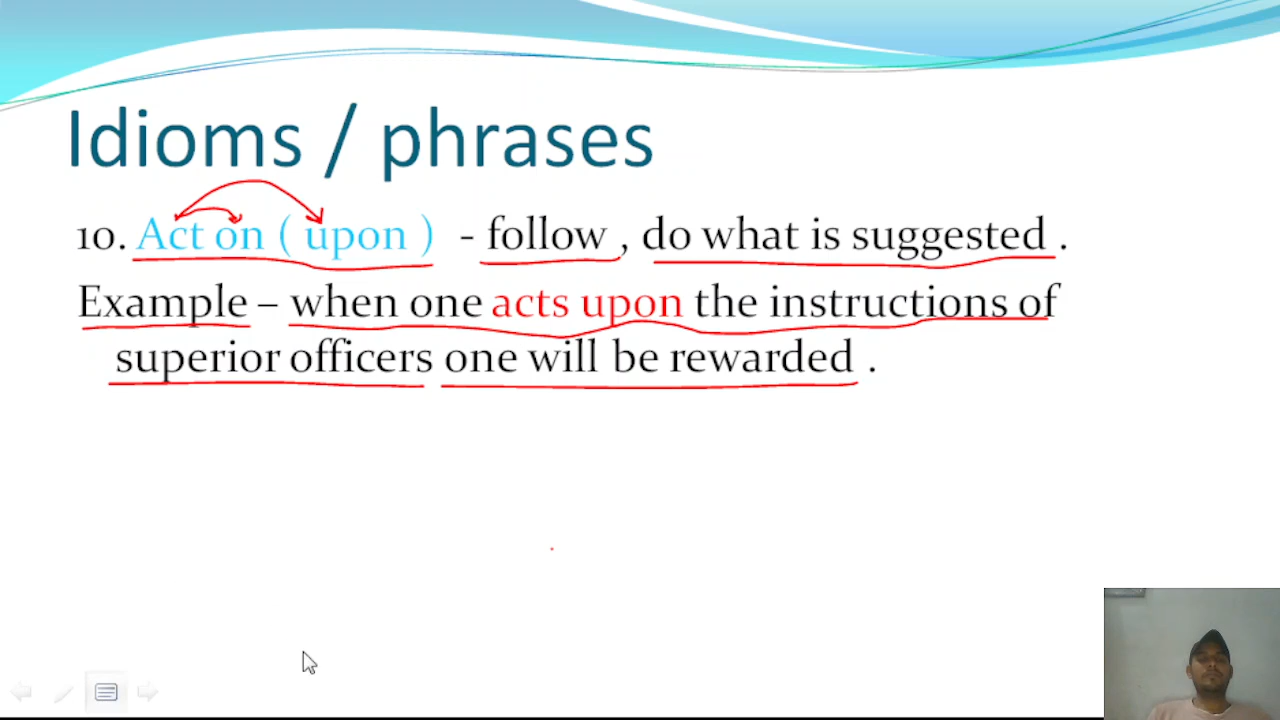 Idioms / phrases
10. Act on ( upon ) - follow , do what is suggested .
Example – when one acts upon the instructions of
superior officers one will be rewarded .